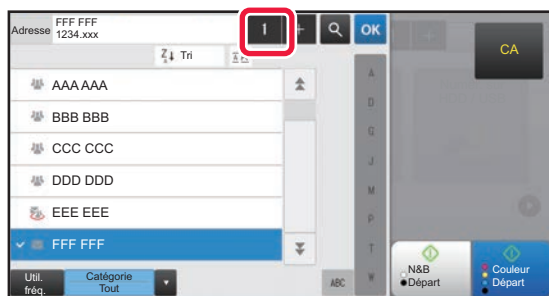 Adresse FFF FFF 1 + OK
1234.xxx
CA
Z A Tri
AAA AAA
BBB BBB
CCC CCC
DDD DDD
EEE EEE
FFF FFF
A
D
G
J
M
P
T
W
Util. fréq.
Catégorie
Tout
ABC
N&B
Départ
Couleur
Départ